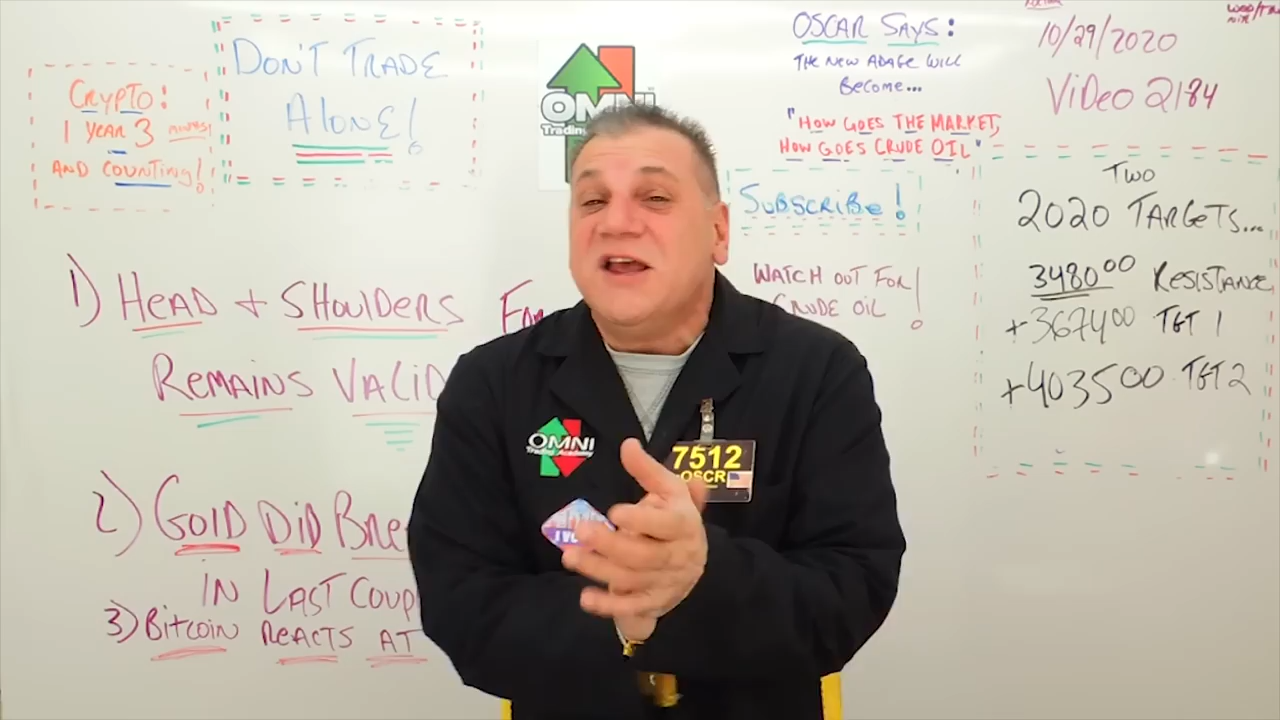 CRYPTO:
1 YEAR 3
AND COUNTING!
DON'T TRADE
ALONE!
OMNI
Trading
OSCAR SAYS:
THE NEW ADAGE WILL
BECOME...
"HOW GOES THE MARKET,
HOW GOES CRUDE OIL"
SUBSCRIBE!
WATCH OUT FOR
CRUDE OIL!
10/29/2020
VIDEO 2184
TWO
2020 TARGETS...
3480.00 RESISTANCE
+3674.00 TGT 1
+4035.00 TGT 2
1) HEAD + SHOULDERS
REMAINS VALID
2) GOLD DID
IN LAST
3) BITCOIN REACTS AT
OMNI
Trading Academy
7512
OSCR